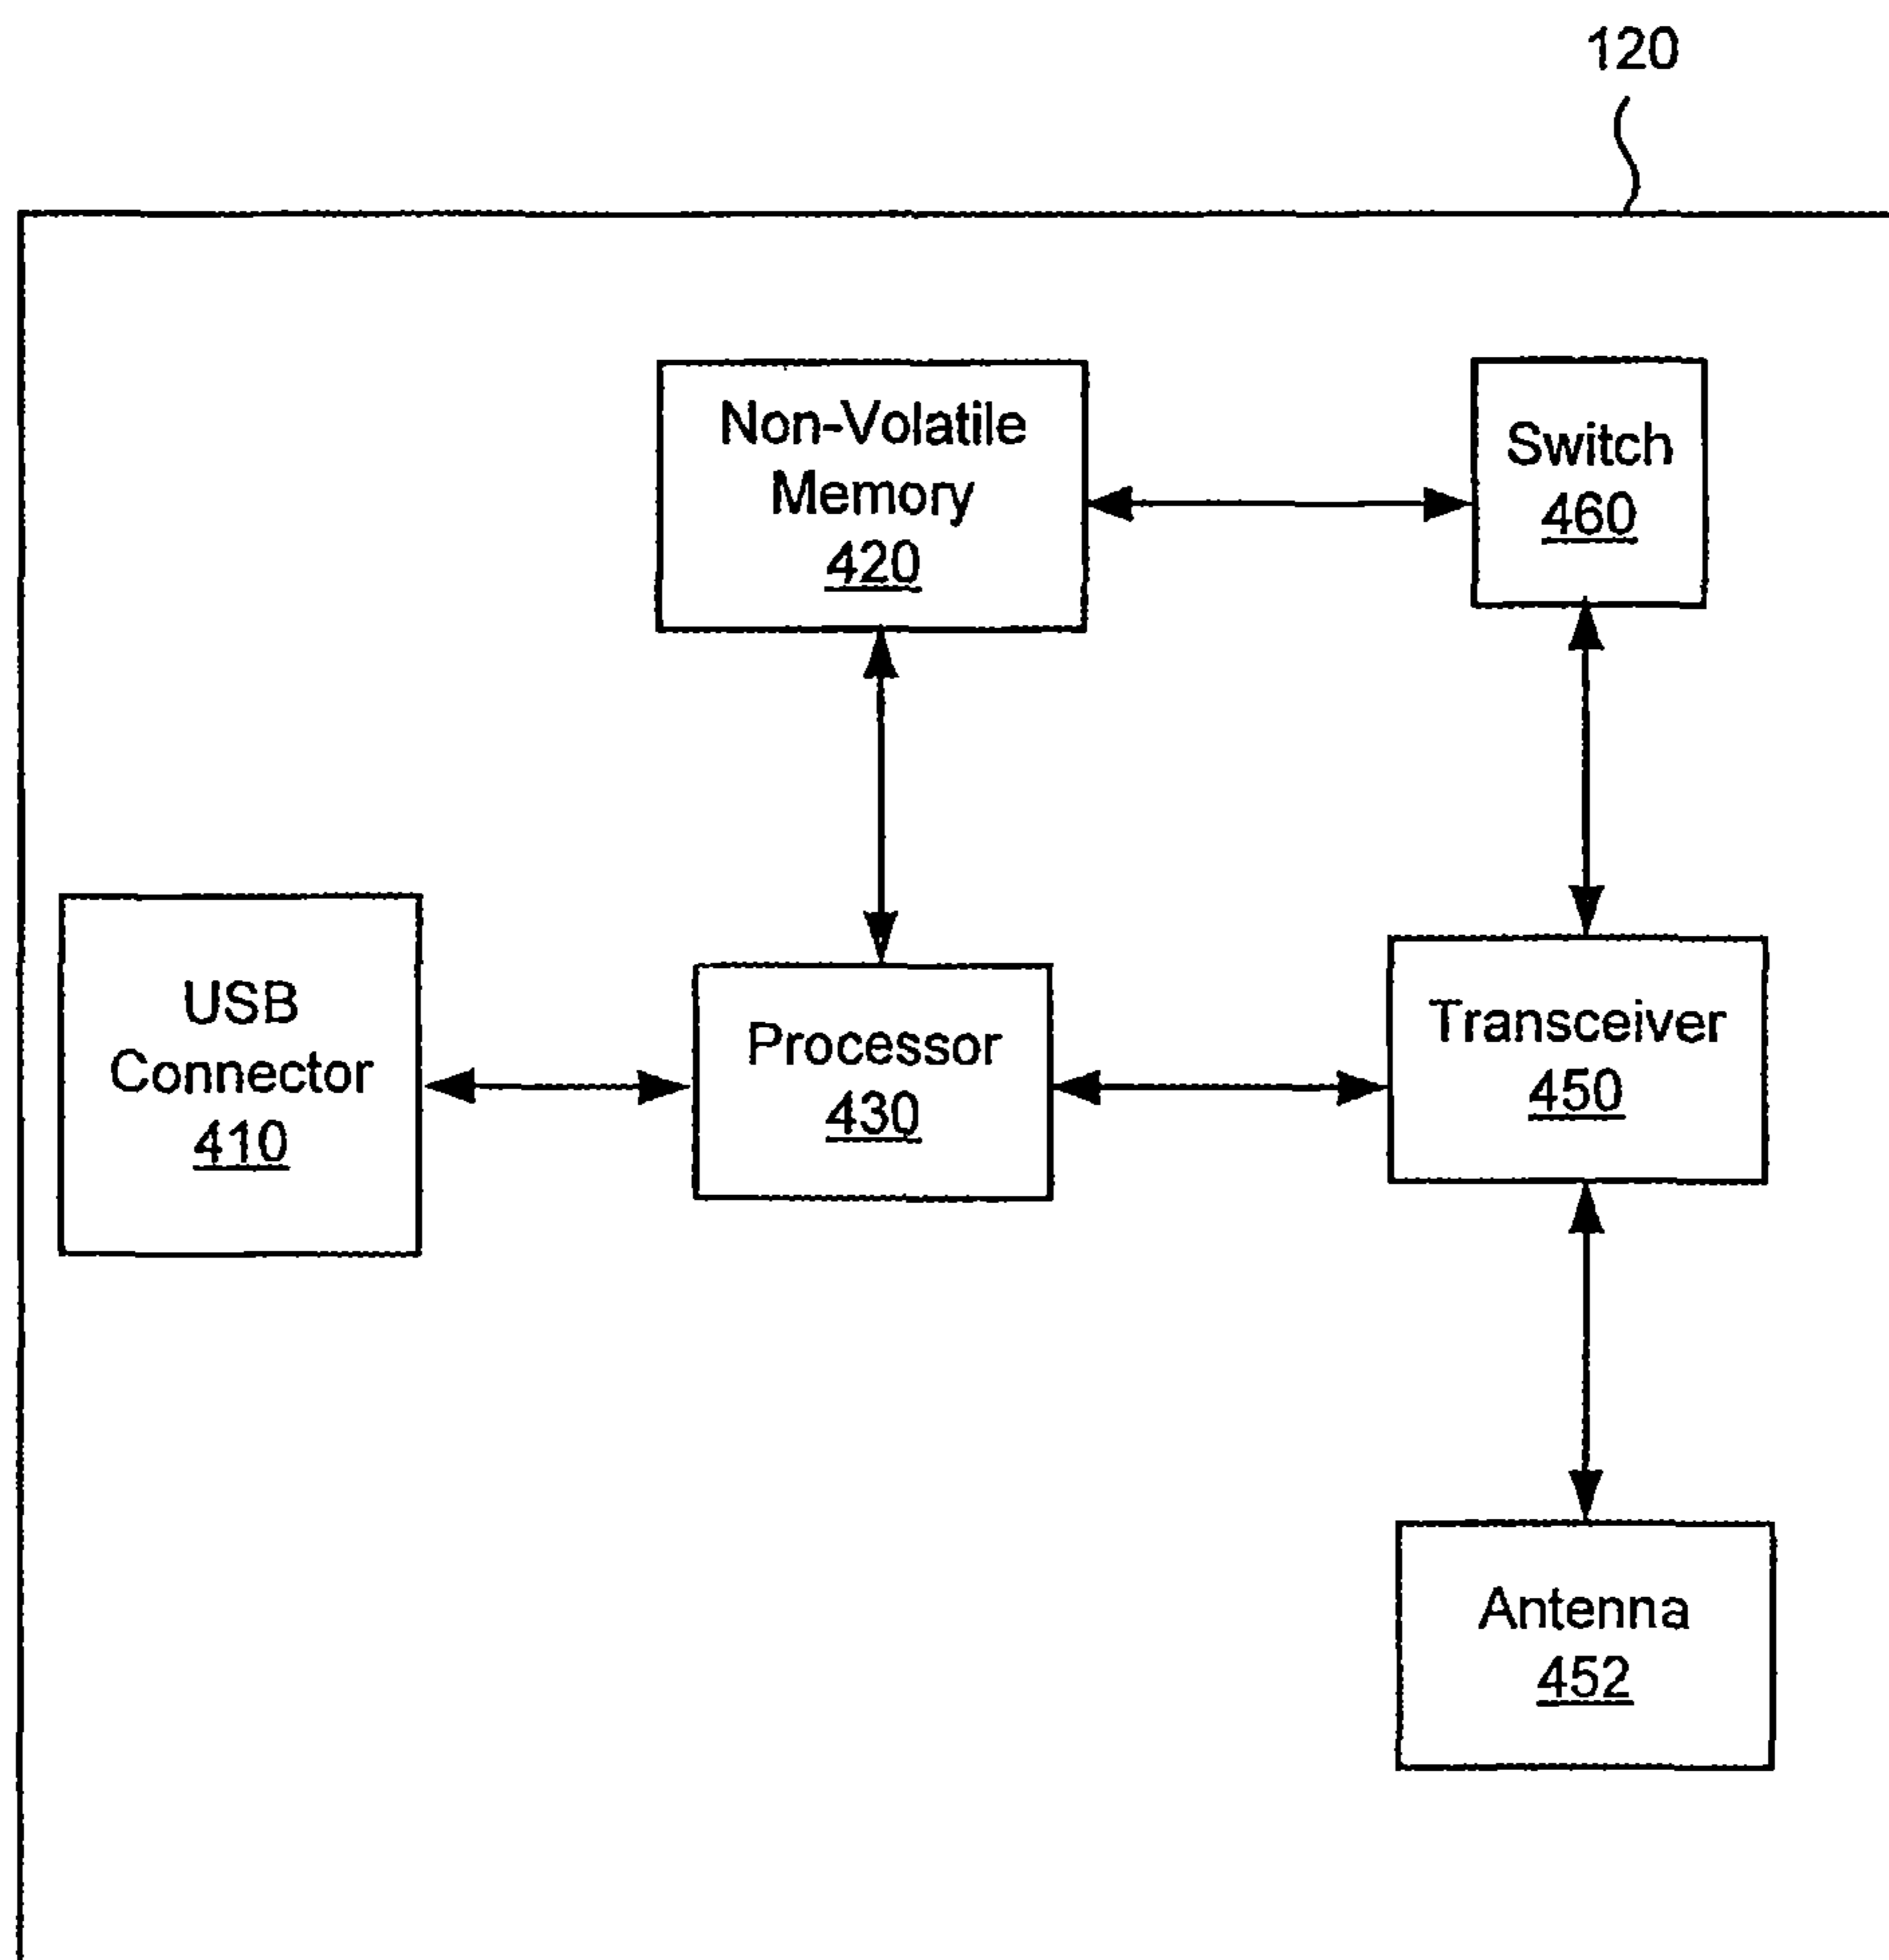 120
Non-Volatile
Memory
420
Switch
460
USB
Connector
410
Processor
430
Transceiver
450
Antenna
452